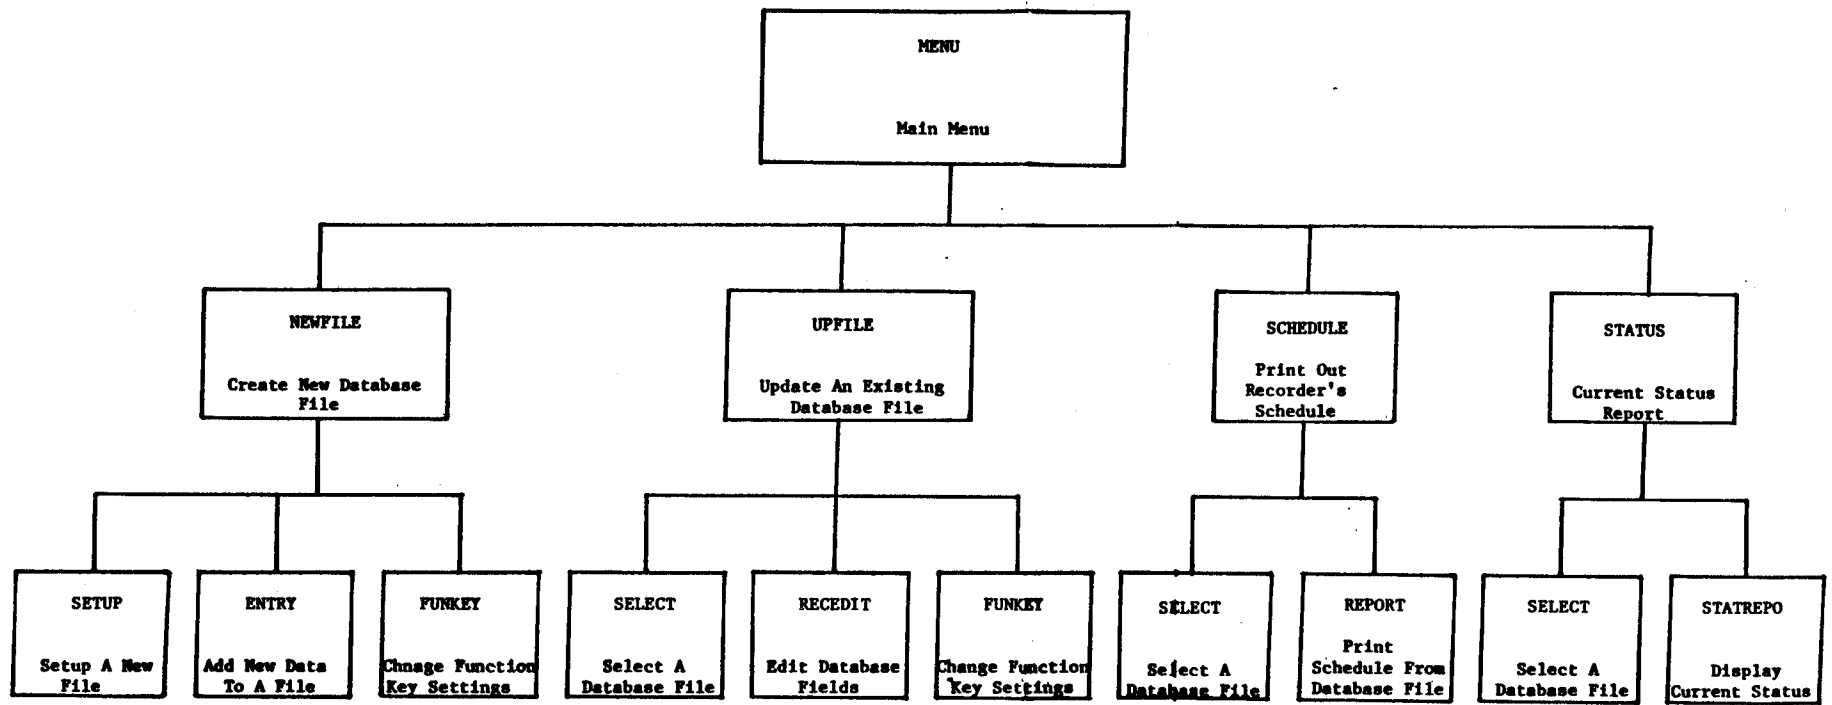 MENU
Main Menu
NEWFILE
Create New Database
File
UPFILE
Update An Existing
Database File
SCHEDULE
Print Out
Recorder's
Schedule
STATUS
Current Status
Report
SETUP
Setup A New
File
ENTRY
Add New Data
To A File
FUNKEY
Chnage Function
Key Settings
SELECT
Select A
Database File
RECEDIT
Edit Database
Fields
FUNKEY
Change Function
Key Settings
SELECT
Select A
Database File
REPORT
Print
Schedule From
Database File
SELECT
Select A
Database File
STATREPO
Display
Current Status